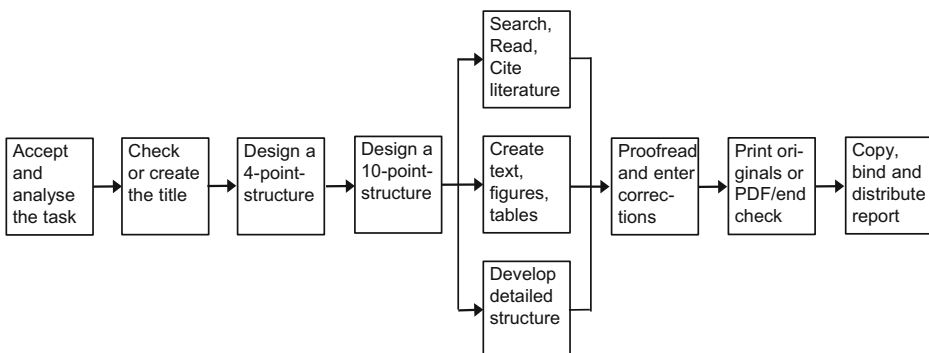 Accept
and
analyse
the task
Check
or create
the title
Design a
4-point-
structure
Design a
10-point-
structure
Search,
Read,
Cite
literature
Create
text,
figures,
tables
Develop
detailed
structure
Proofread
and enter
correc-
tions
Print ori-
ginals or
PDF/end
check
Copy,
bind and
distribute
report